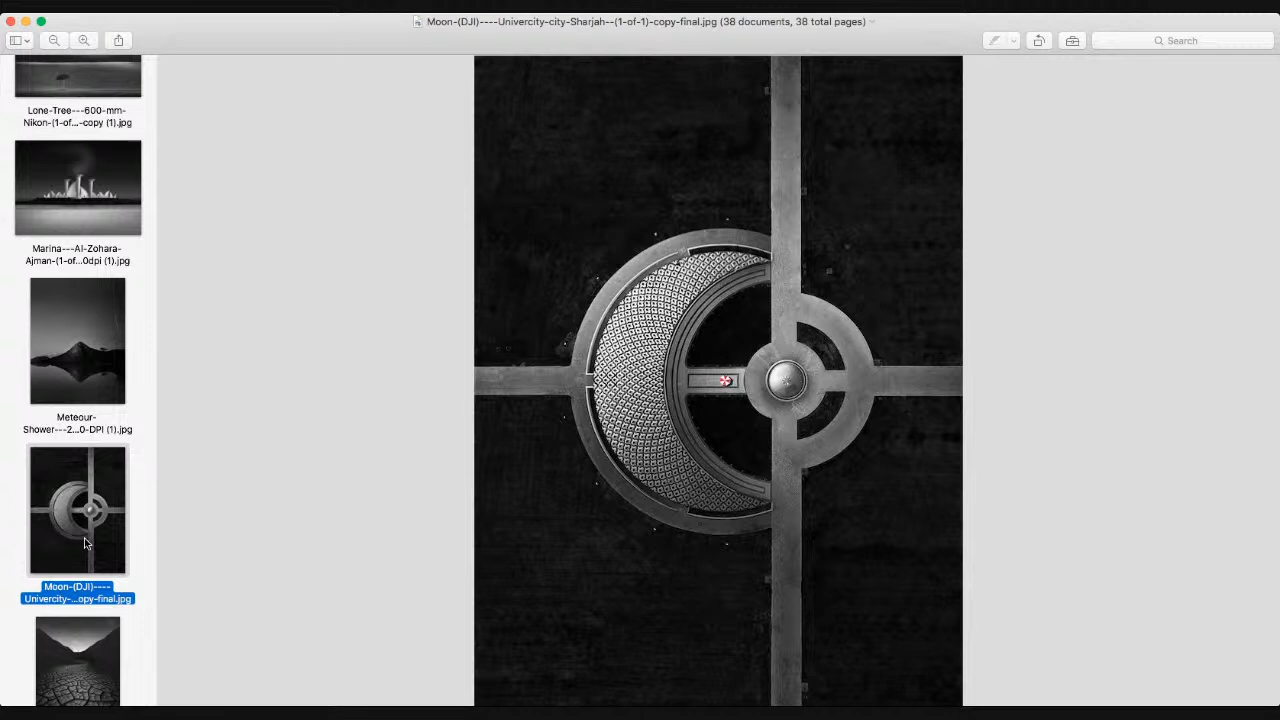 Moon-(DJI)----Univercity-city-Sharjah--(1-of-1)-copy-final.jpg (38 documents, 38 total pages)
Search
Lone-Tree---600-mm-
Nikon-(1-of...-copy (1).jpg
Marina---Al-Zohara-
Ajman-(1-of...0dpi (1).jpg
Meteour-
Shower---2...0-DPI (1).jpg
Moon-(DJI)----
Univercity-...opy-final.jpg